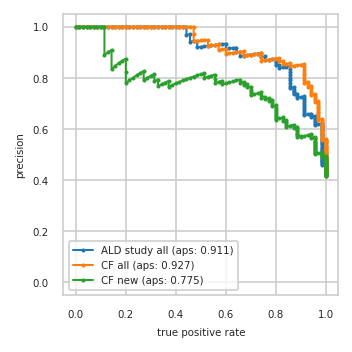 1.0
0.8
0.6
0.4
0.2
0.0
precision
ALD study all (aps: 0.911)
CF all (aps: 0.927)
CF new (aps: 0.775)
0.0 0.2 0.4 0.6 0.8 1.0
true positive rate